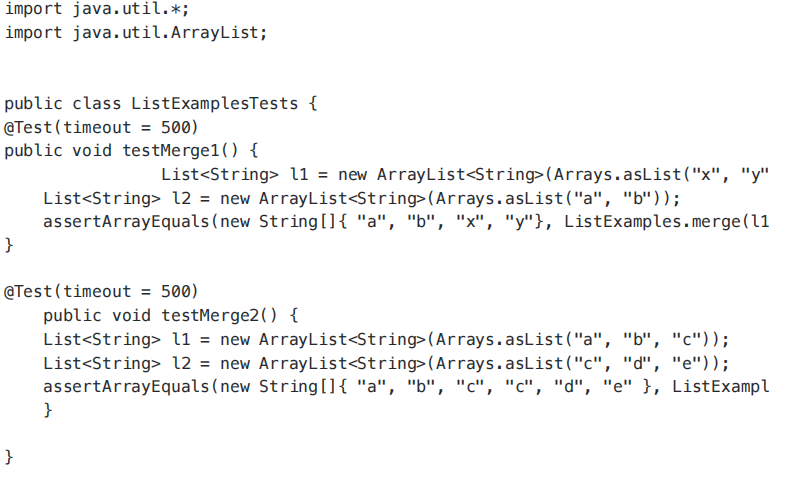 import java.util.*;
import java.util.ArrayList;
public class ListExamplesTests {
@Test(timeout = 500)
public void testMerge1() {
List<String> l1 = new ArrayList<String>(Arrays.asList("x", "y"
List<String> l2 = new ArrayList<String>(Arrays.asList("a", "b"));
assertArrayEquals(new String[]{ "a", "b", "x", "y"}, ListExamples.merge(l1
}
@Test(timeout = 500)
public void testMerge2() {
List<String> l1 = new ArrayList<String>(Arrays.asList("a", "b", "c"));
List<String> l2 = new ArrayList<String>(Arrays.asList("c", "d", "e"));
assertArrayEquals(new String[]{ "a", "b", "c", "c", "d", "e" }, ListExampl
}
}